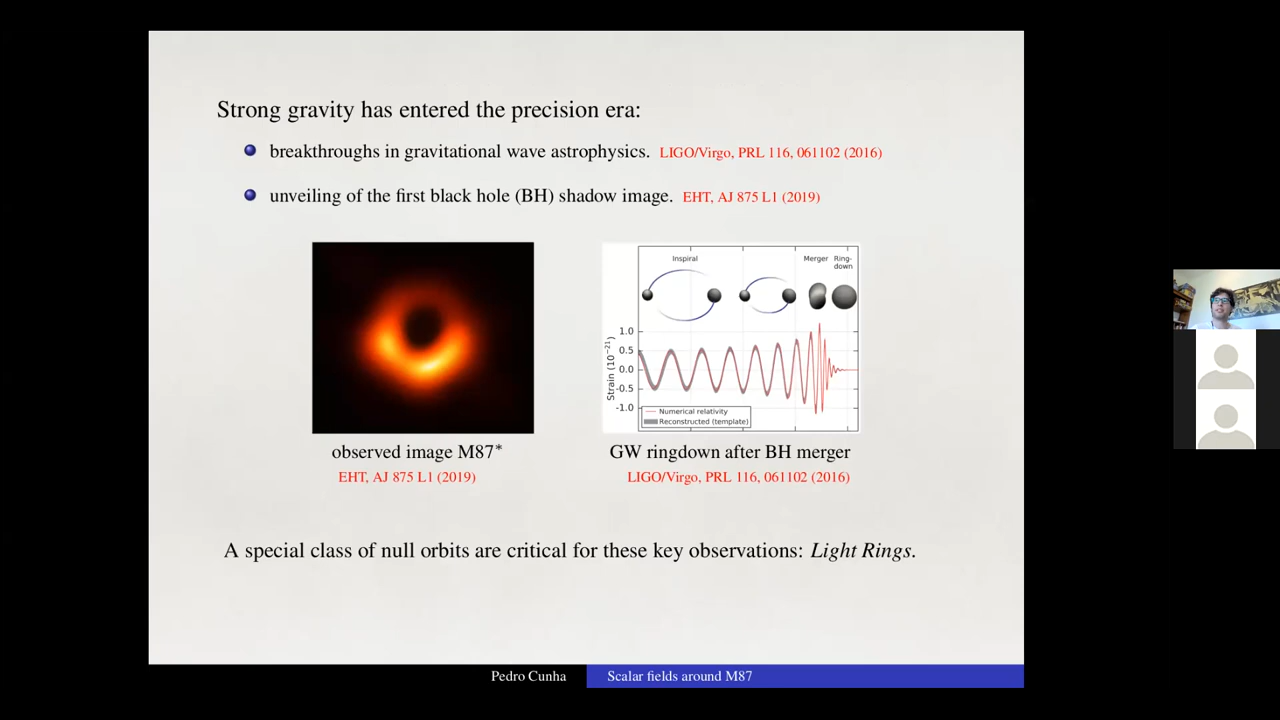 Strong gravity has entered the precision era:
breakthroughs in gravitational wave astrophysics. LIGO/Virgo, PRL 116, 061102 (2016)
unveiling of the first black hole (BH) shadow image. EHT, AJ 875 L1 (2019)
Inspiral
Merger Ring-
down
1.0
0.5
0.0
-0.5
-1.0
Strain (10⁻²¹)
Numerical relativity
Reconstructed (template)
observed image M87*
EHT, AJ 875 L1 (2019)
GW ringdown after BH merger
LIGO/Virgo, PRL 116, 061102 (2016)
A special class of null orbits are critical for these key observations: Light Rings.
Pedro Cunha
Scalar fields around M87